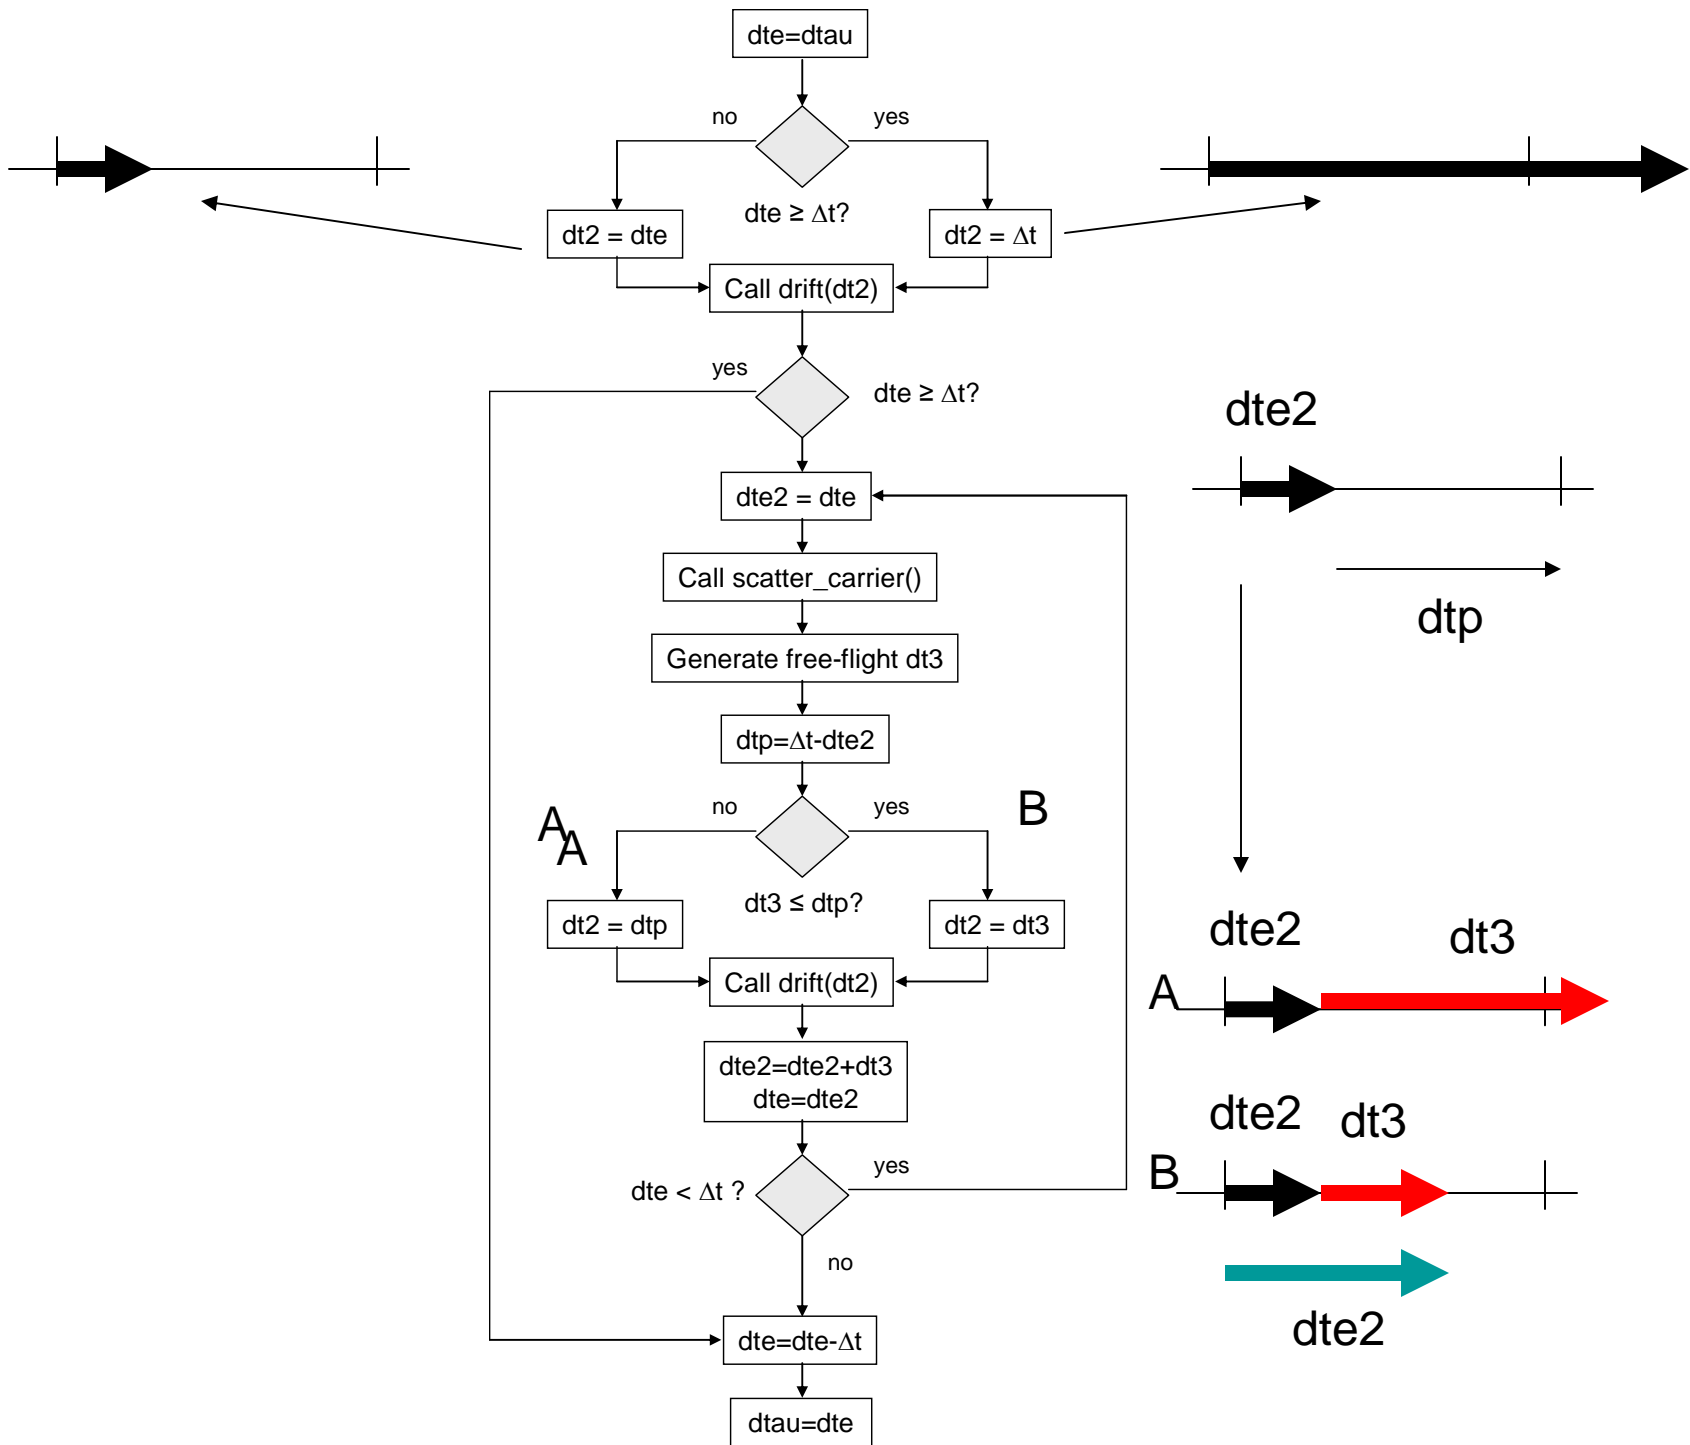 dte=dtau
no
yes
dte ≥ Δt?
dt2 = dte
dt2 = Δt
Call drift(dt2)
yes
dte ≥ Δt?
dte2
dte2 = dte
Call scatter_carrier()
dtp
Generate free-flight dt3
dtp=Δt-dte2
A
A
no
yes
B
dt3 ≤ dtp?
dt2 = dtp
dt2 = dt3
dte2
dt3
Call drift(dt2)
A
dte2=dte2+dt3
dte=dte2
dte2
dt3
B
dte < Δt ?
yes
no
dte2
dte=dte-Δt
dtau=dte